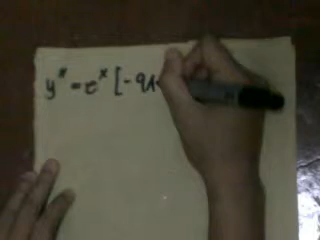 y" = e^x [ -9